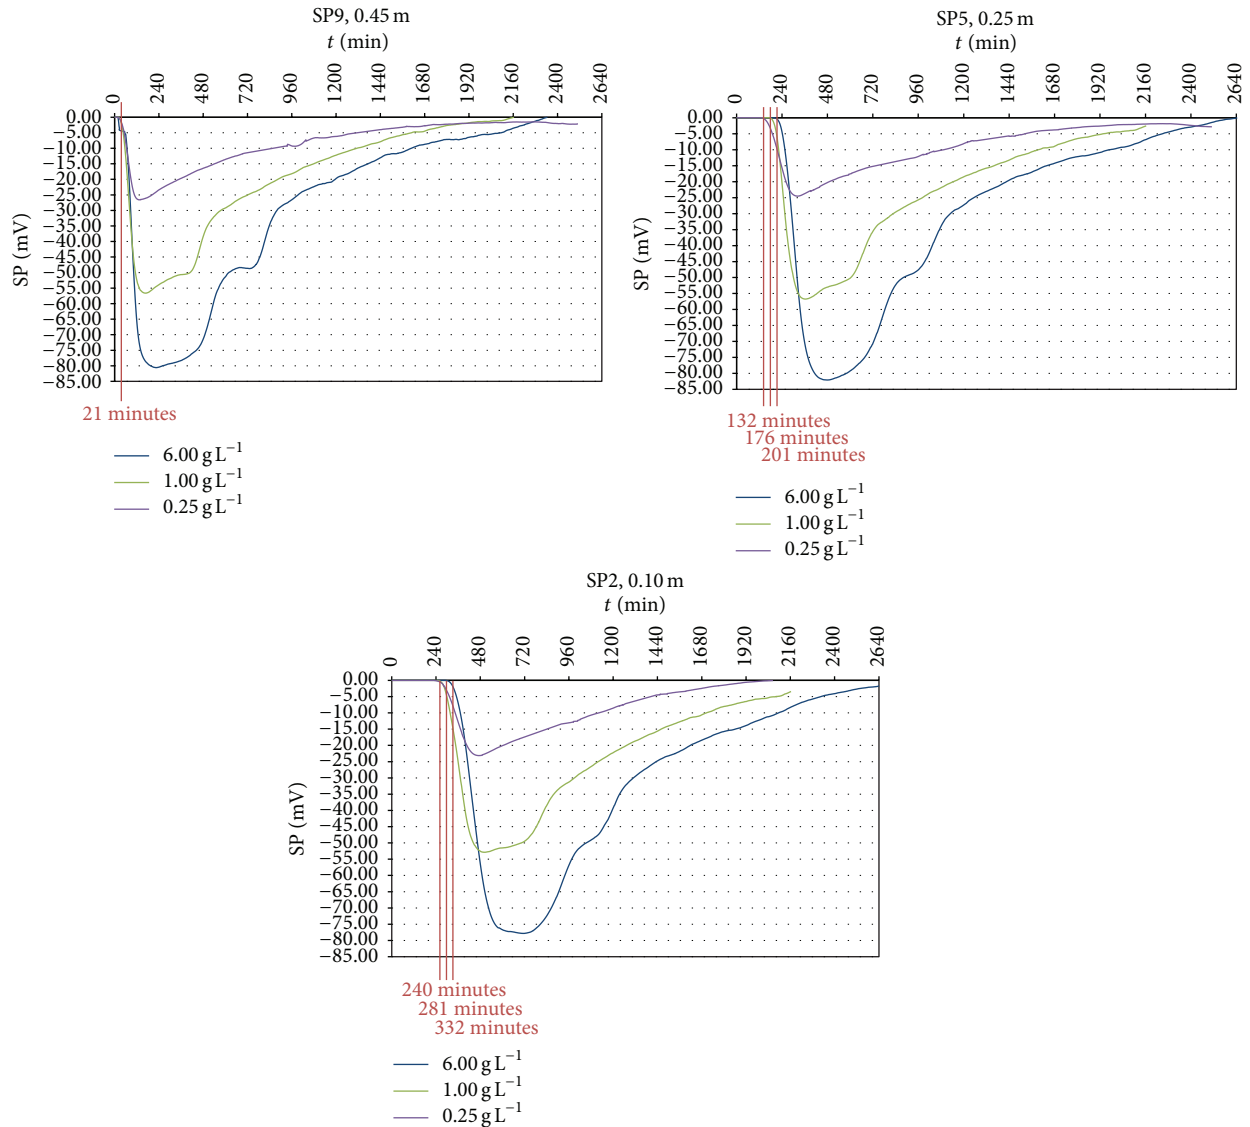 SP9, 0.45 m
t (min)
0 240 480 720 960 1200 1440 1680 1920 2160 2400 2640
SP (mV)
0.00
−5.00
−10.00
−15.00
−20.00
−25.00
−30.00
−35.00
−40.00
−45.00
−50.00
−55.00
−60.00
−65.00
−70.00
−75.00
−80.00
−85.00
21 minutes
6.00 g L⁻¹
1.00 g L⁻¹
0.25 g L⁻¹
SP5, 0.25 m
t (min)
0 240 480 720 960 1200 1440 1680 1920 2160 2400 2640
SP (mV)
0.00
−5.00
−10.00
−15.00
−20.00
−25.00
−30.00
−35.00
−40.00
−45.00
−50.00
−55.00
−60.00
−65.00
−70.00
−75.00
−80.00
−85.00
132 minutes
176 minutes
201 minutes
6.00 g L⁻¹
1.00 g L⁻¹
0.25 g L⁻¹
SP2, 0.10 m
t (min)
0 240 480 720 960 1200 1440 1680 1920 2160 2400 2640
SP (mV)
0.00
−5.00
−10.00
−15.00
−20.00
−25.00
−30.00
−35.00
−40.00
−45.00
−50.00
−55.00
−60.00
−65.00
−70.00
−75.00
−80.00
−85.00
240 minutes
281 minutes
332 minutes
6.00 g L⁻¹
1.00 g L⁻¹
0.25 g L⁻¹